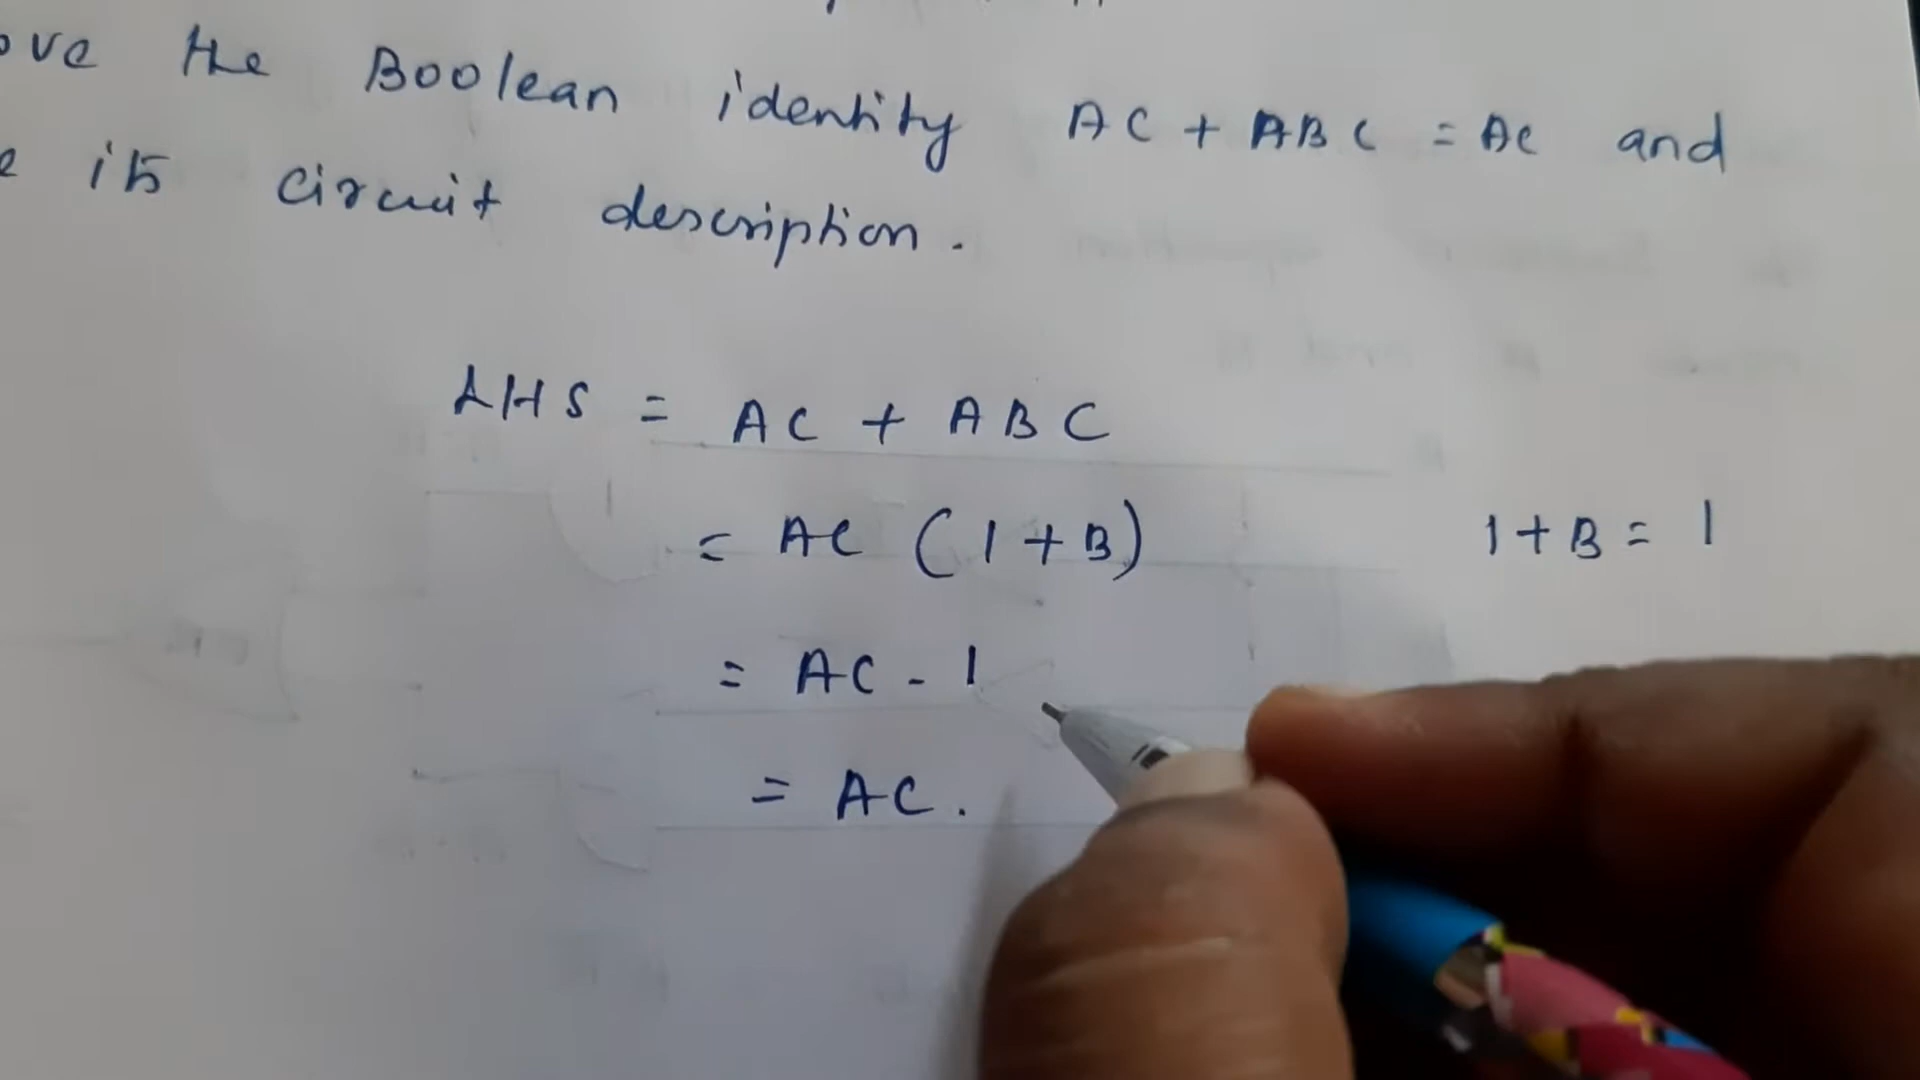 ove the Boolean identity AC + ABC = AC and
e its circuit description.
LHS = AC + ABC
= AC (1+B) 1+B = 1
= AC - 1
= AC.